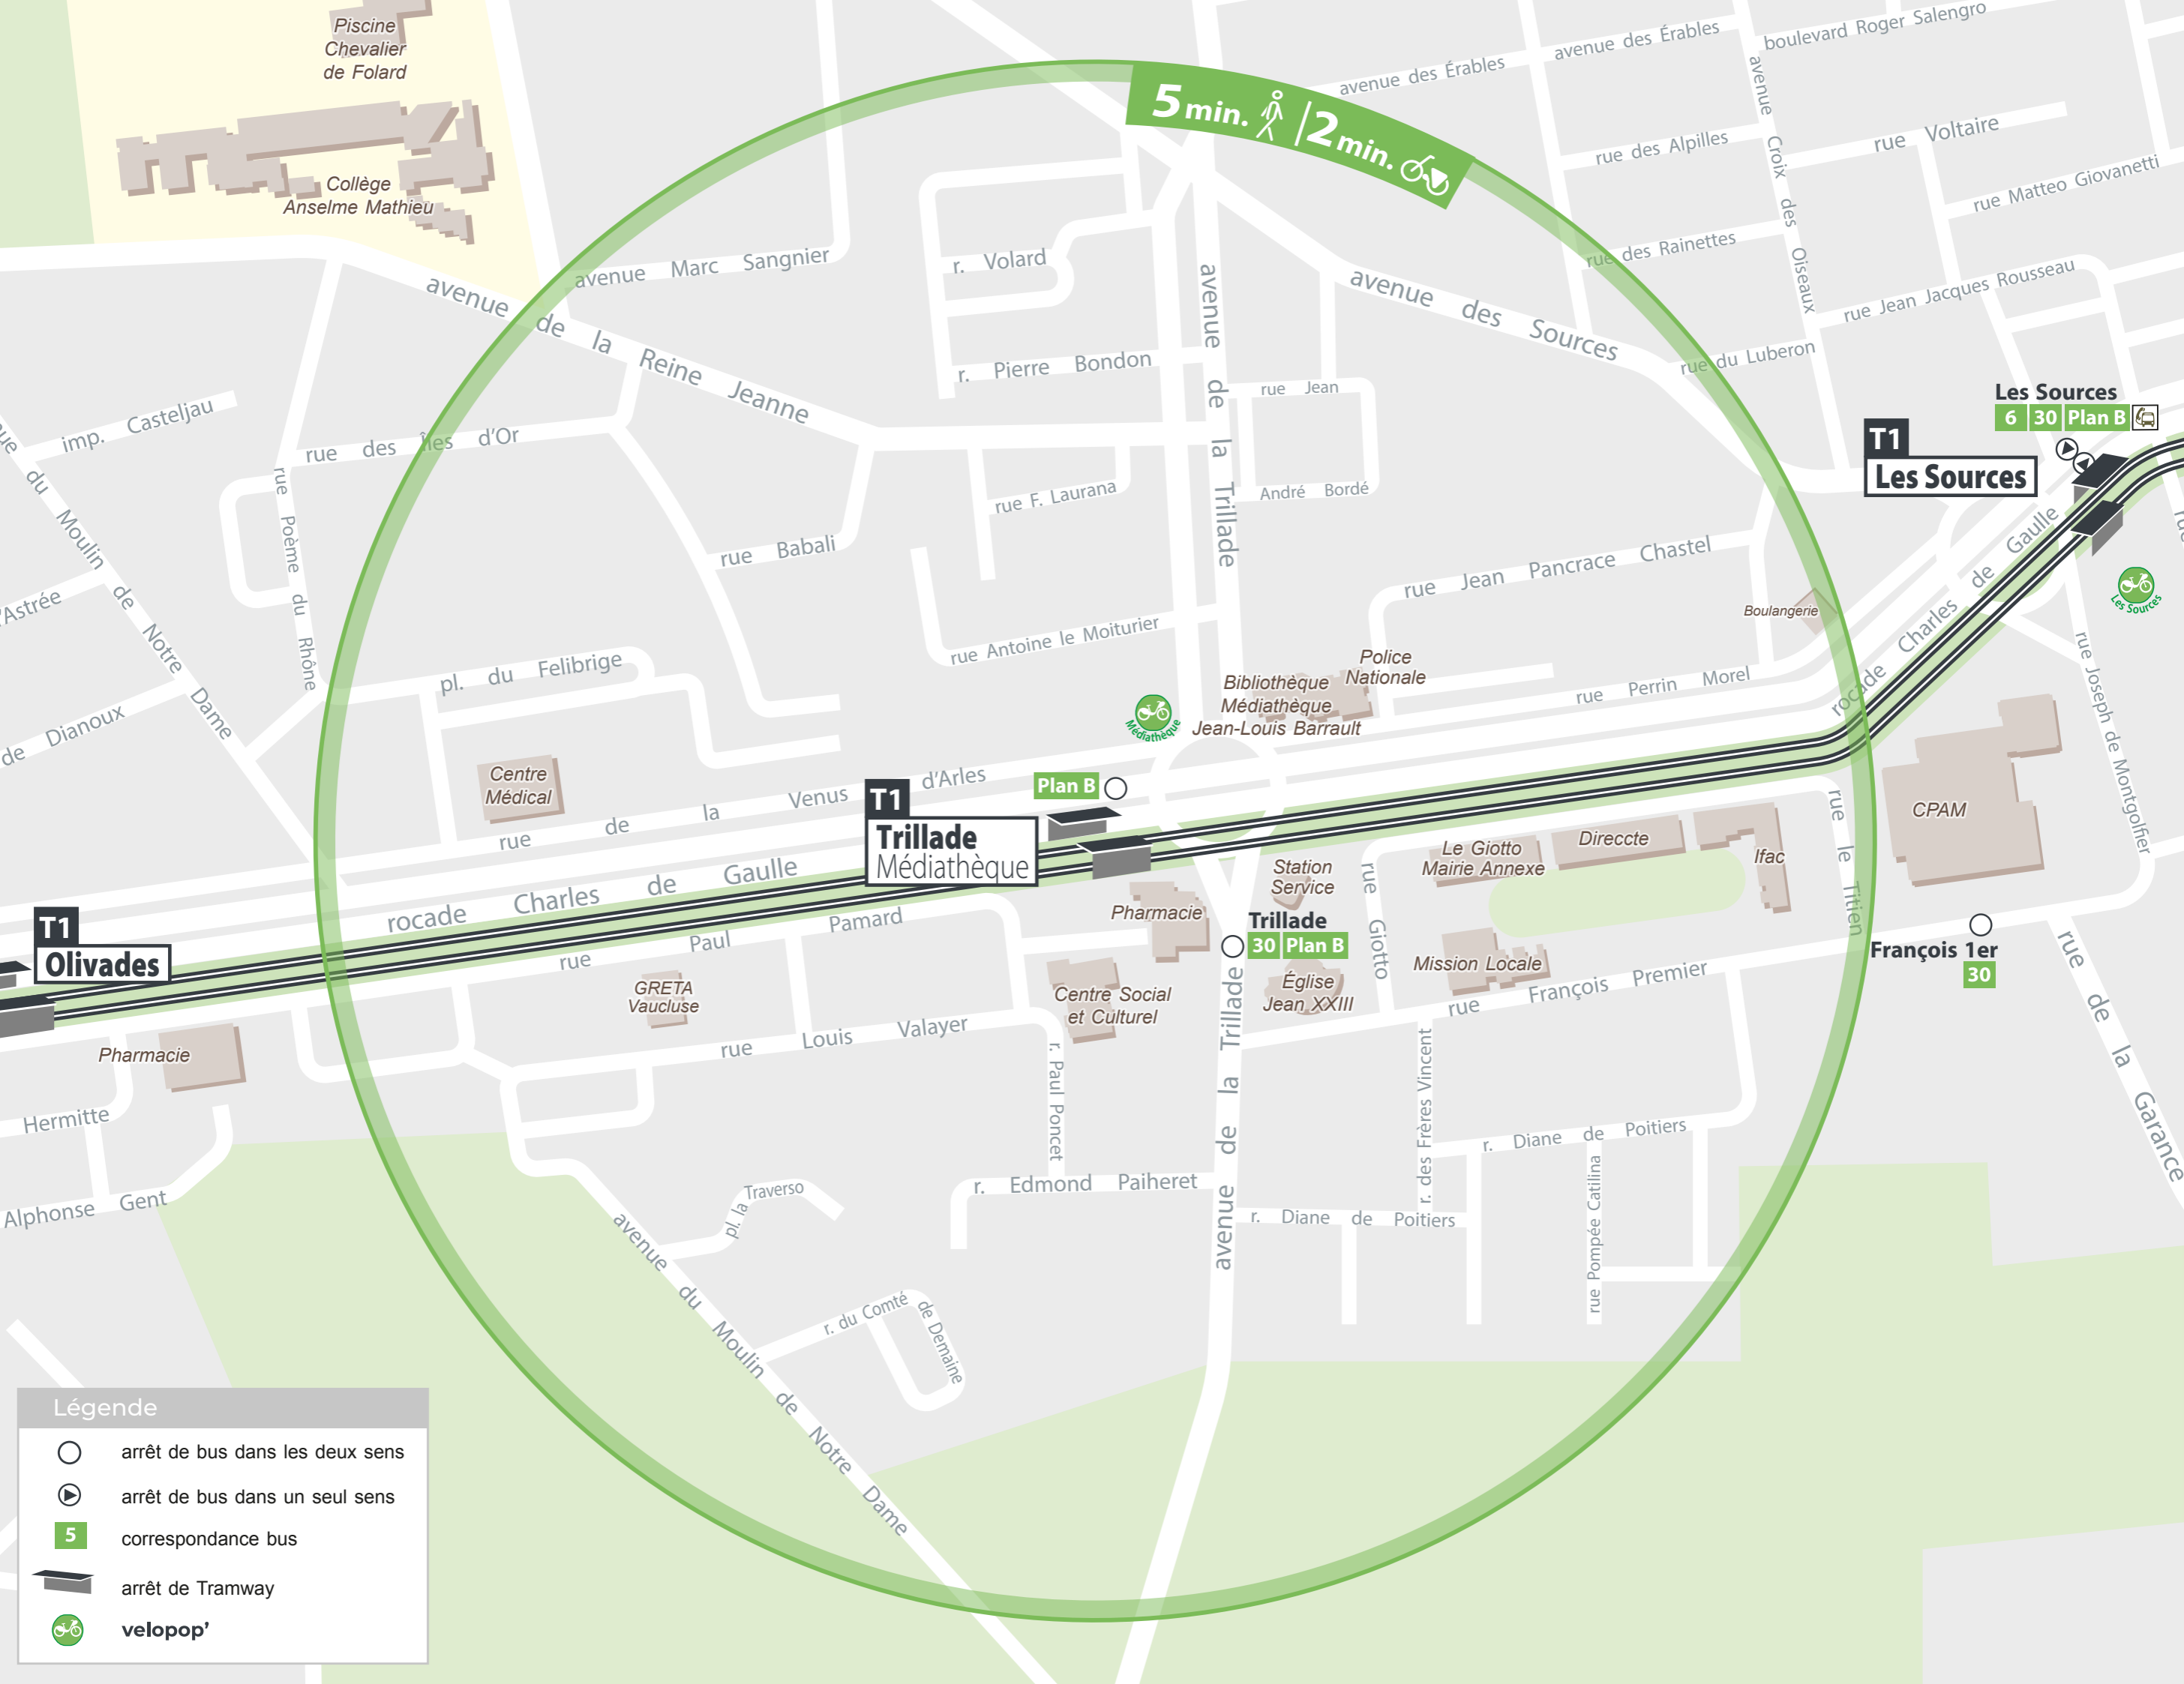 Piscine
Chevalier
de Folard
Collège
Anselme Mathieu
5 min. / 2 min.
avenue des Érables
avenue des Érables
boulevard Roger Salengro
avenue Croix des Oiseaux
rue des Alpilles
rue Voltaire
rue Matteo Giovanetti
rue des Rainettes
rue Jean Jacques Rousseau
rue du Luberon
avenue Marc Sangnier
r. Volard
avenue de la Trillade
avenue des Sources
avenue de la Reine Jeanne
r. Pierre Bondon
rue Jean
André Bordé
imp. Casteljau
rue des Îles d'Or
rue Poème du Rhône
rue F. Laurana
rue Babali
rue Antoine le Moiturier
rue Jean Pancrace Chastel
Les Sources
6 30 Plan B
T1
Les Sources
Les Sources
Boulangerie
rue Perrin Morel
rocade Charles de Gaulle
rue Joseph de Montgolfier
du Moulin de Notre Dame
'Astrée
de Dianoux
pl. du Felibrige
Centre
Médical
rue de la Venus d'Arles
Médiathèque
Bibliothèque
Médiathèque
Jean-Louis Barrault
Police
Nationale
Plan B
T1
Trillade
Médiathèque
rocade Charles de Gaulle
T1
Olivades
rue Paul Pamard
GRETA
Vaucluse
Pharmacie
Station
Service
Trillade
30 Plan B
rue Giotto
Le Giotto
Mairie Annexe
Direccte
Ifac
rue le Titien
CPAM
François 1er
30
Mission Locale
Église
Jean XXIII
Centre Social
et Culturel
rue François Premier
rue de la Garance
Pharmacie
Hermitte
Alphonse Gent
rue Louis Valayer
r. Paul Poncet
avenue de la Trillade
r. des Frères Vincent
r. Diane de Poitiers
r. Edmond Paiheret
r. Diane de Poitiers
rue Pompée Catilina
pl. la Traverso
avenue du Moulin de Notre Dame
r. du Comté de Demaine
Légende
arrêt de bus dans les deux sens
arrêt de bus dans un seul sens
5 correspondance bus
arrêt de Tramway
velopop'